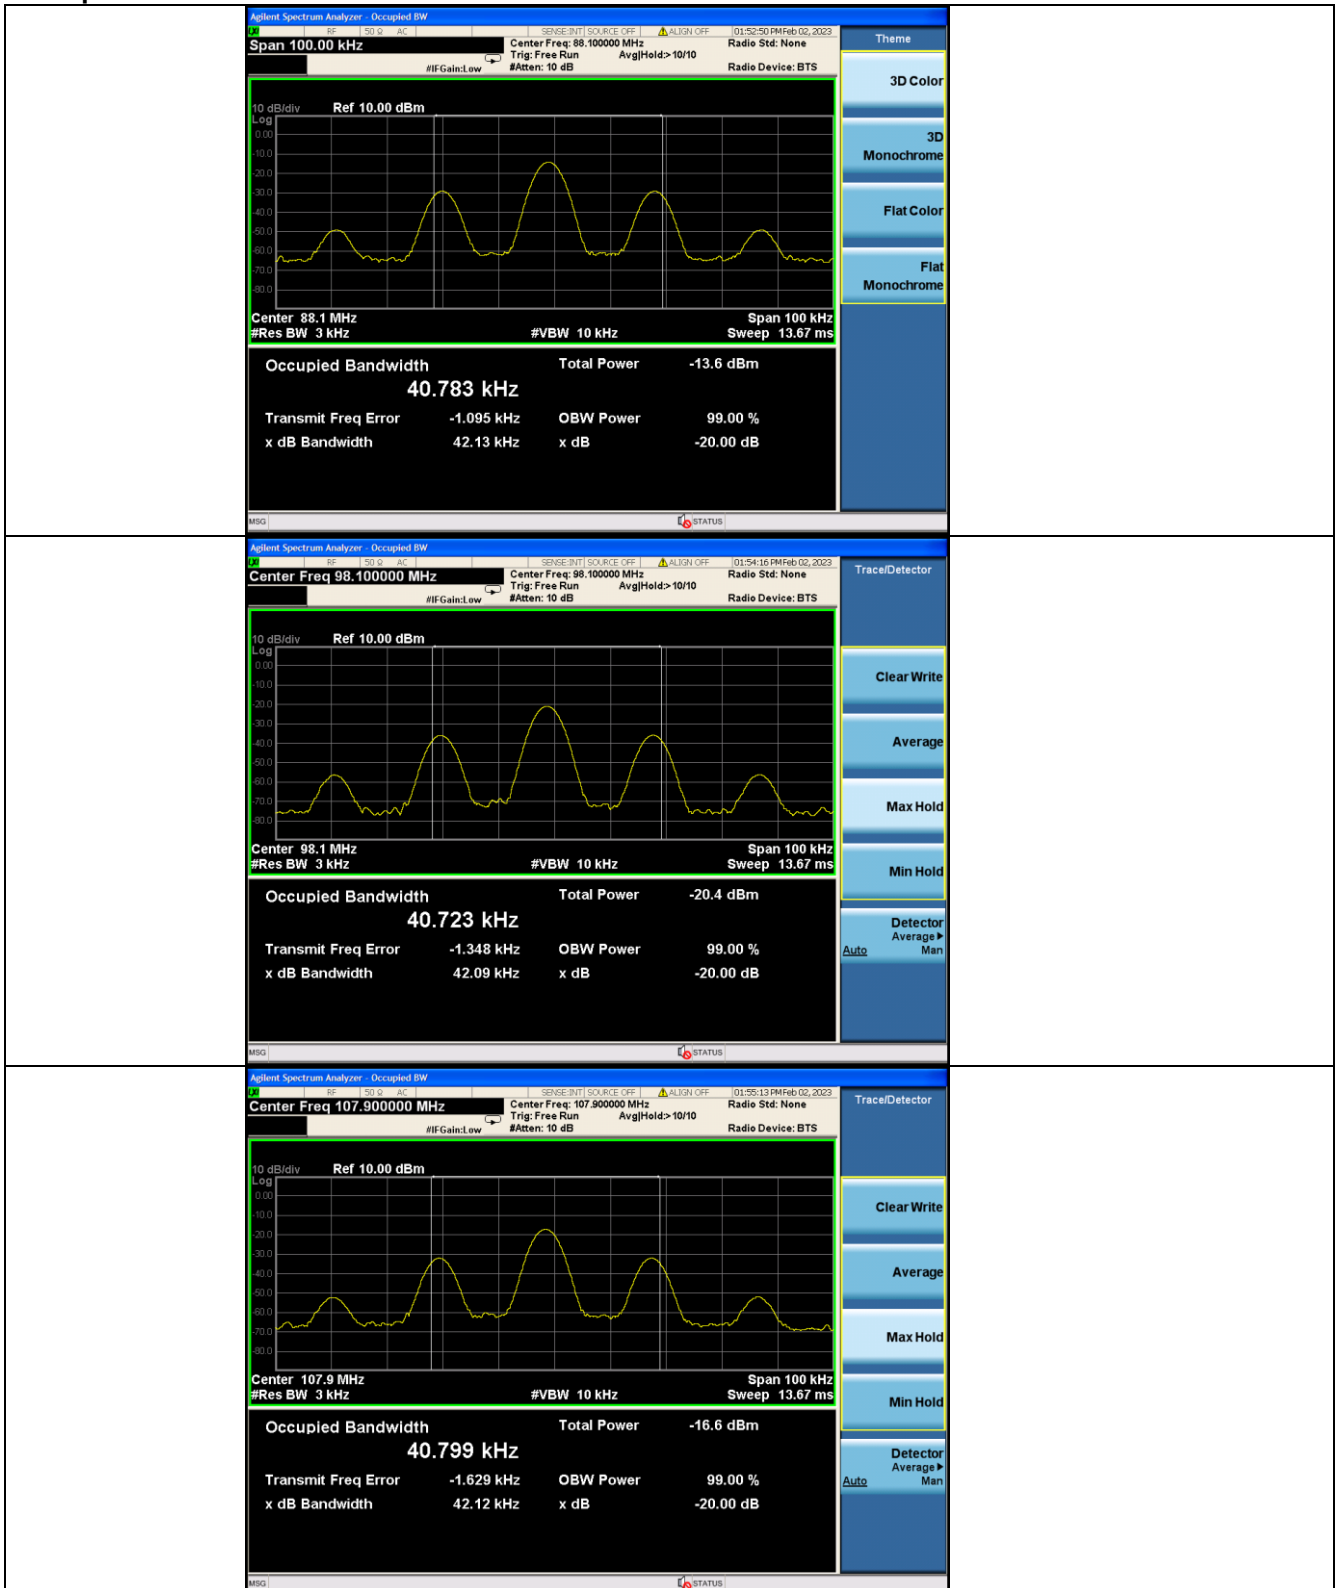 Agilent Spectrum Analyzer - Occupied BW
RF 50 Ω AC SENSE:INT SOURCE OFF ALIGN OFF 01:52:50 PM Feb 02, 2023
Span 100.00 kHz
Center Freq: 88.100000 MHz Radio Std: None
Trig: Free Run Avg|Hold:> 10/10
#IFGain:Low #Atten: 10 dB Radio Device: BTS
Theme
3D Color
3D
Monochrome
Flat Color
Flat
Monochrome
10 dB/div Ref 10.00 dBm
Log
0.00
-10.0
-20.0
-30.0
-40.0
-50.0
-60.0
-70.0
-80.0
Center 88.1 MHz Span 100 kHz
#Res BW 3 kHz #VBW 10 kHz Sweep 13.67 ms
Occupied Bandwidth Total Power -13.6 dBm
40.783 kHz
Transmit Freq Error -1.095 kHz OBW Power 99.00 %
x dB Bandwidth 42.13 kHz x dB -20.00 dB
MSG STATUS
Agilent Spectrum Analyzer - Occupied BW
RF 50 Ω AC SENSE:INT SOURCE OFF ALIGN OFF 01:54:16 PM Feb 02, 2023
Center Freq 98.100000 MHz
Center Freq: 98.100000 MHz Radio Std: None
Trig: Free Run Avg|Hold:> 10/10
#IFGain:Low #Atten: 10 dB Radio Device: BTS
Trace/Detector
Clear Write
Average
Max Hold
Min Hold
Detector
Average
Auto Man
10 dB/div Ref 10.00 dBm
Log
0.00
-10.0
-20.0
-30.0
-40.0
-50.0
-60.0
-70.0
-80.0
Center 98.1 MHz Span 100 kHz
#Res BW 3 kHz #VBW 10 kHz Sweep 13.67 ms
Occupied Bandwidth Total Power -20.4 dBm
40.723 kHz
Transmit Freq Error -1.348 kHz OBW Power 99.00 %
x dB Bandwidth 42.09 kHz x dB -20.00 dB
MSG STATUS
Agilent Spectrum Analyzer - Occupied BW
RF 50 Ω AC SENSE:INT SOURCE OFF ALIGN OFF 01:55:13 PM Feb 02, 2023
Center Freq 107.900000 MHz
Center Freq: 107.900000 MHz Radio Std: None
Trig: Free Run Avg|Hold:> 10/10
#IFGain:Low #Atten: 10 dB Radio Device: BTS
Trace/Detector
Clear Write
Average
Max Hold
Min Hold
Detector
Average
Auto Man
10 dB/div Ref 10.00 dBm
Log
0.00
-10.0
-20.0
-30.0
-40.0
-50.0
-60.0
-70.0
-80.0
Center 107.9 MHz Span 100 kHz
#Res BW 3 kHz #VBW 10 kHz Sweep 13.67 ms
Occupied Bandwidth Total Power -16.6 dBm
40.799 kHz
Transmit Freq Error -1.629 kHz OBW Power 99.00 %
x dB Bandwidth 42.12 kHz x dB -20.00 dB
MSG STATUS